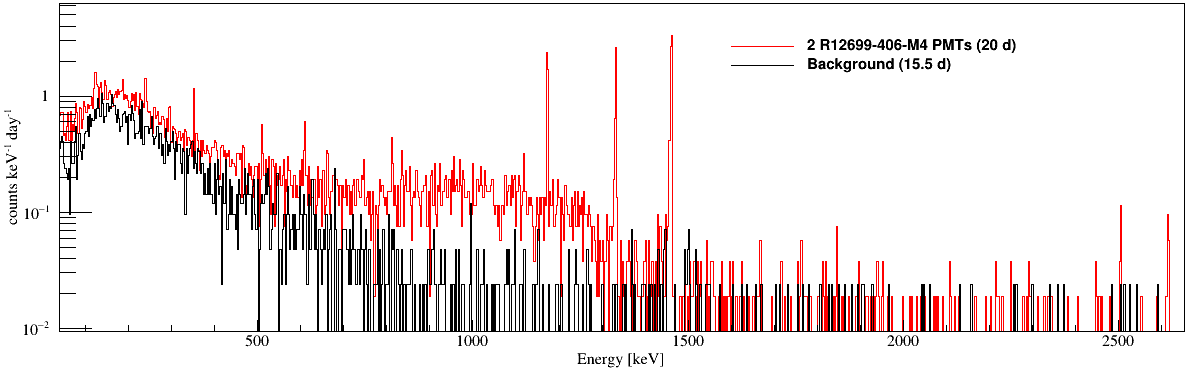 2 R12699-406-M4 PMTs (20 d)
Background (15.5 d)
counts keV⁻¹ day⁻¹
1
10⁻¹
10⁻²
500 1000 1500 2000 2500
Energy [keV]